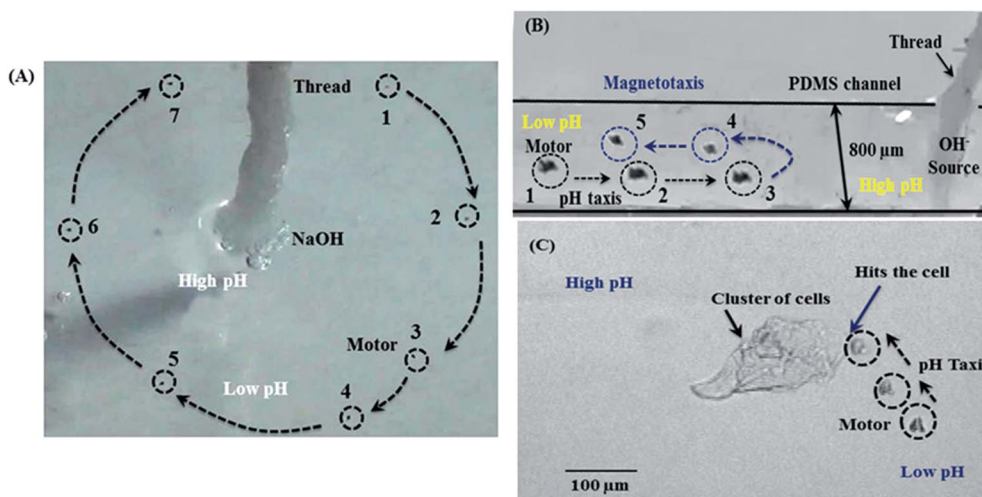 (A)
Thread
1
7
2
6
NaOH
High pH
3
Motor
5
Low pH
4
(B)
Thread
Magnetotaxis
PDMS channel
Low pH
5
4
Motor
800 µm
OH-
Source
High pH
1
pH taxis
2
3
(C)
Hits the cell
High pH
Cluster of cells
pH Taxi
Motor
Low pH
100 µm